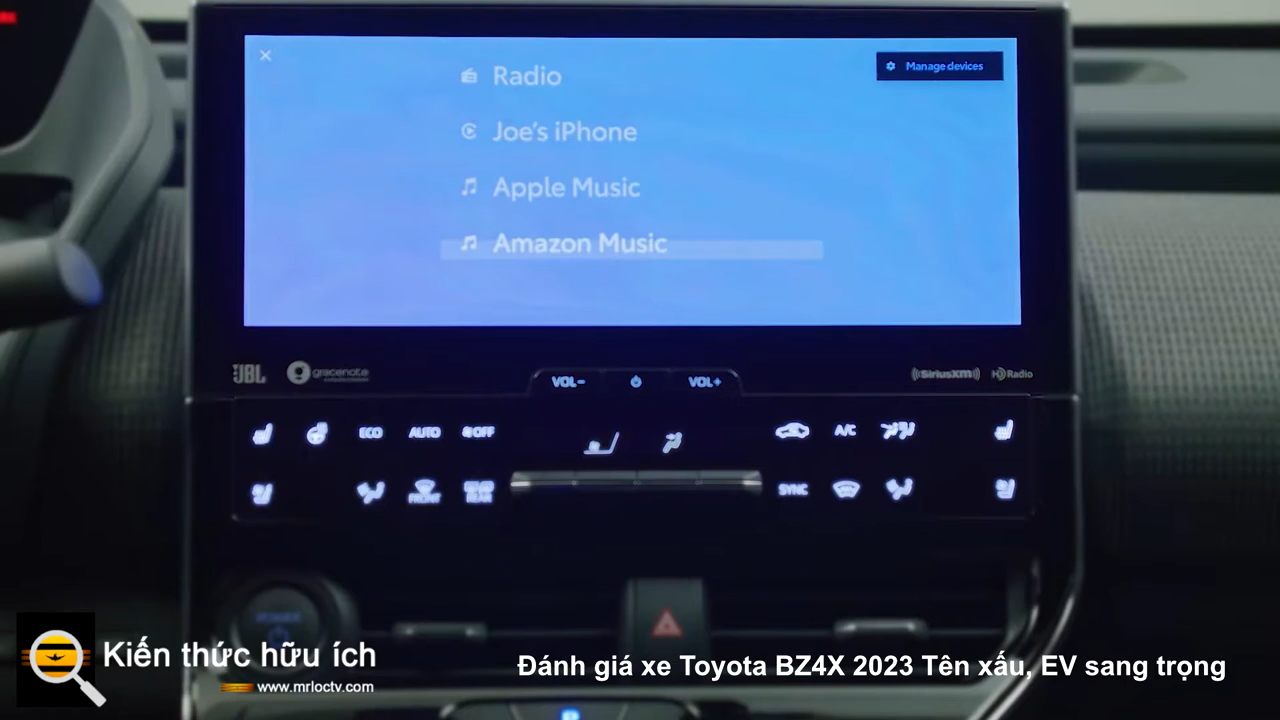 Radio
Manage devices
Joe's iPhone
Apple Music
Amazon Music
JBL
gracenote
SiriusXM
HD Radio
VOL-
VOL+
ECO
AUTO
OFF
A/C
FRONT
REAR
SYNC
POWER
Kiến thức hữu ích
www.mrloctv.com
Đánh giá xe Toyota BZ4X 2023 Tên xấu, EV sang trọng